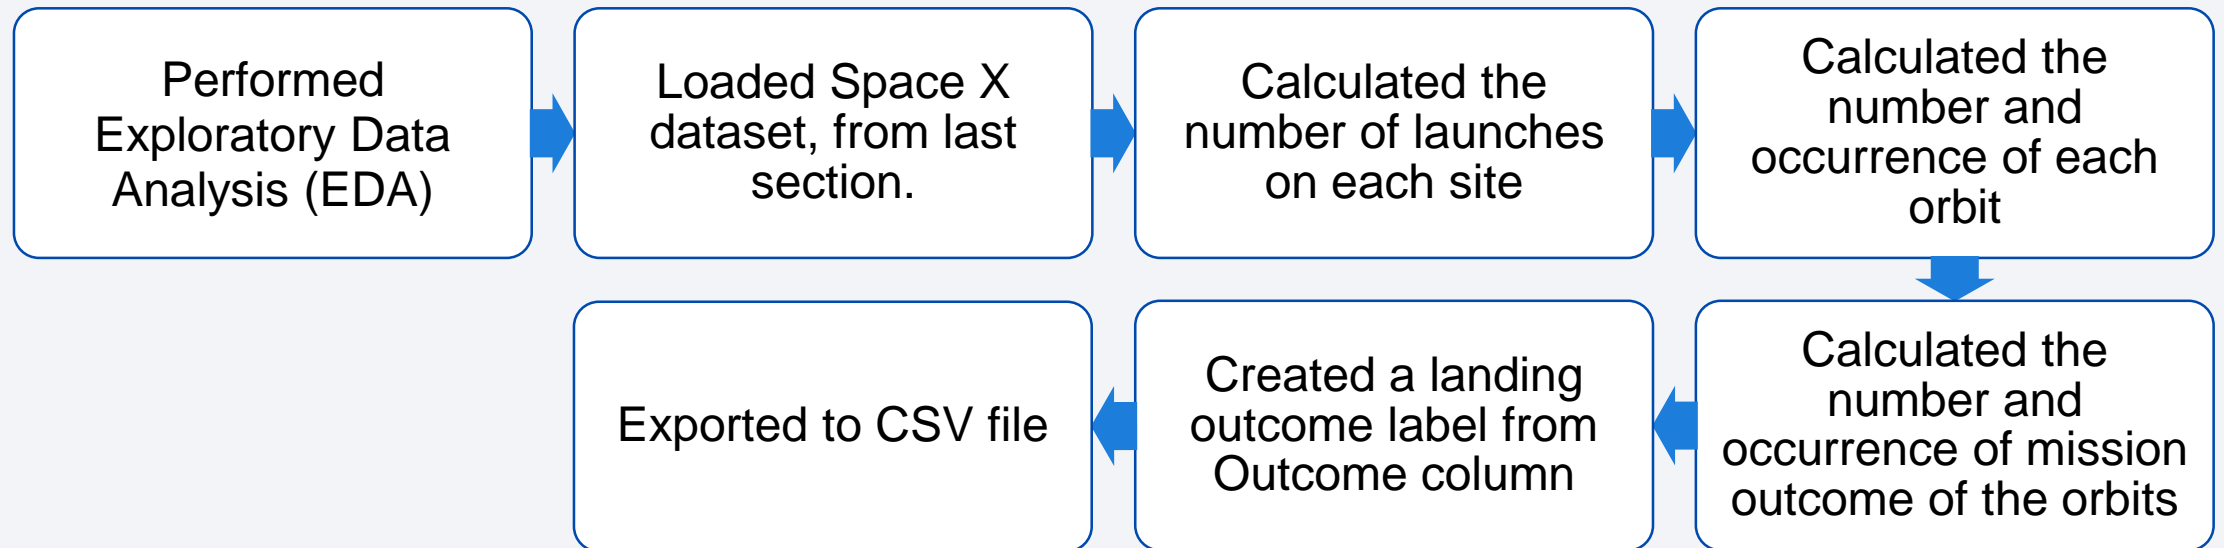 Performed
Exploratory Data
Analysis (EDA)
Loaded Space X
dataset, from last
section.
Calculated the
number of launches
on each site
Calculated the
number and
occurrence of each
orbit
Calculated the
number and
occurrence of mission
outcome of the orbits
Created a landing
outcome label from
Outcome column
Exported to CSV file